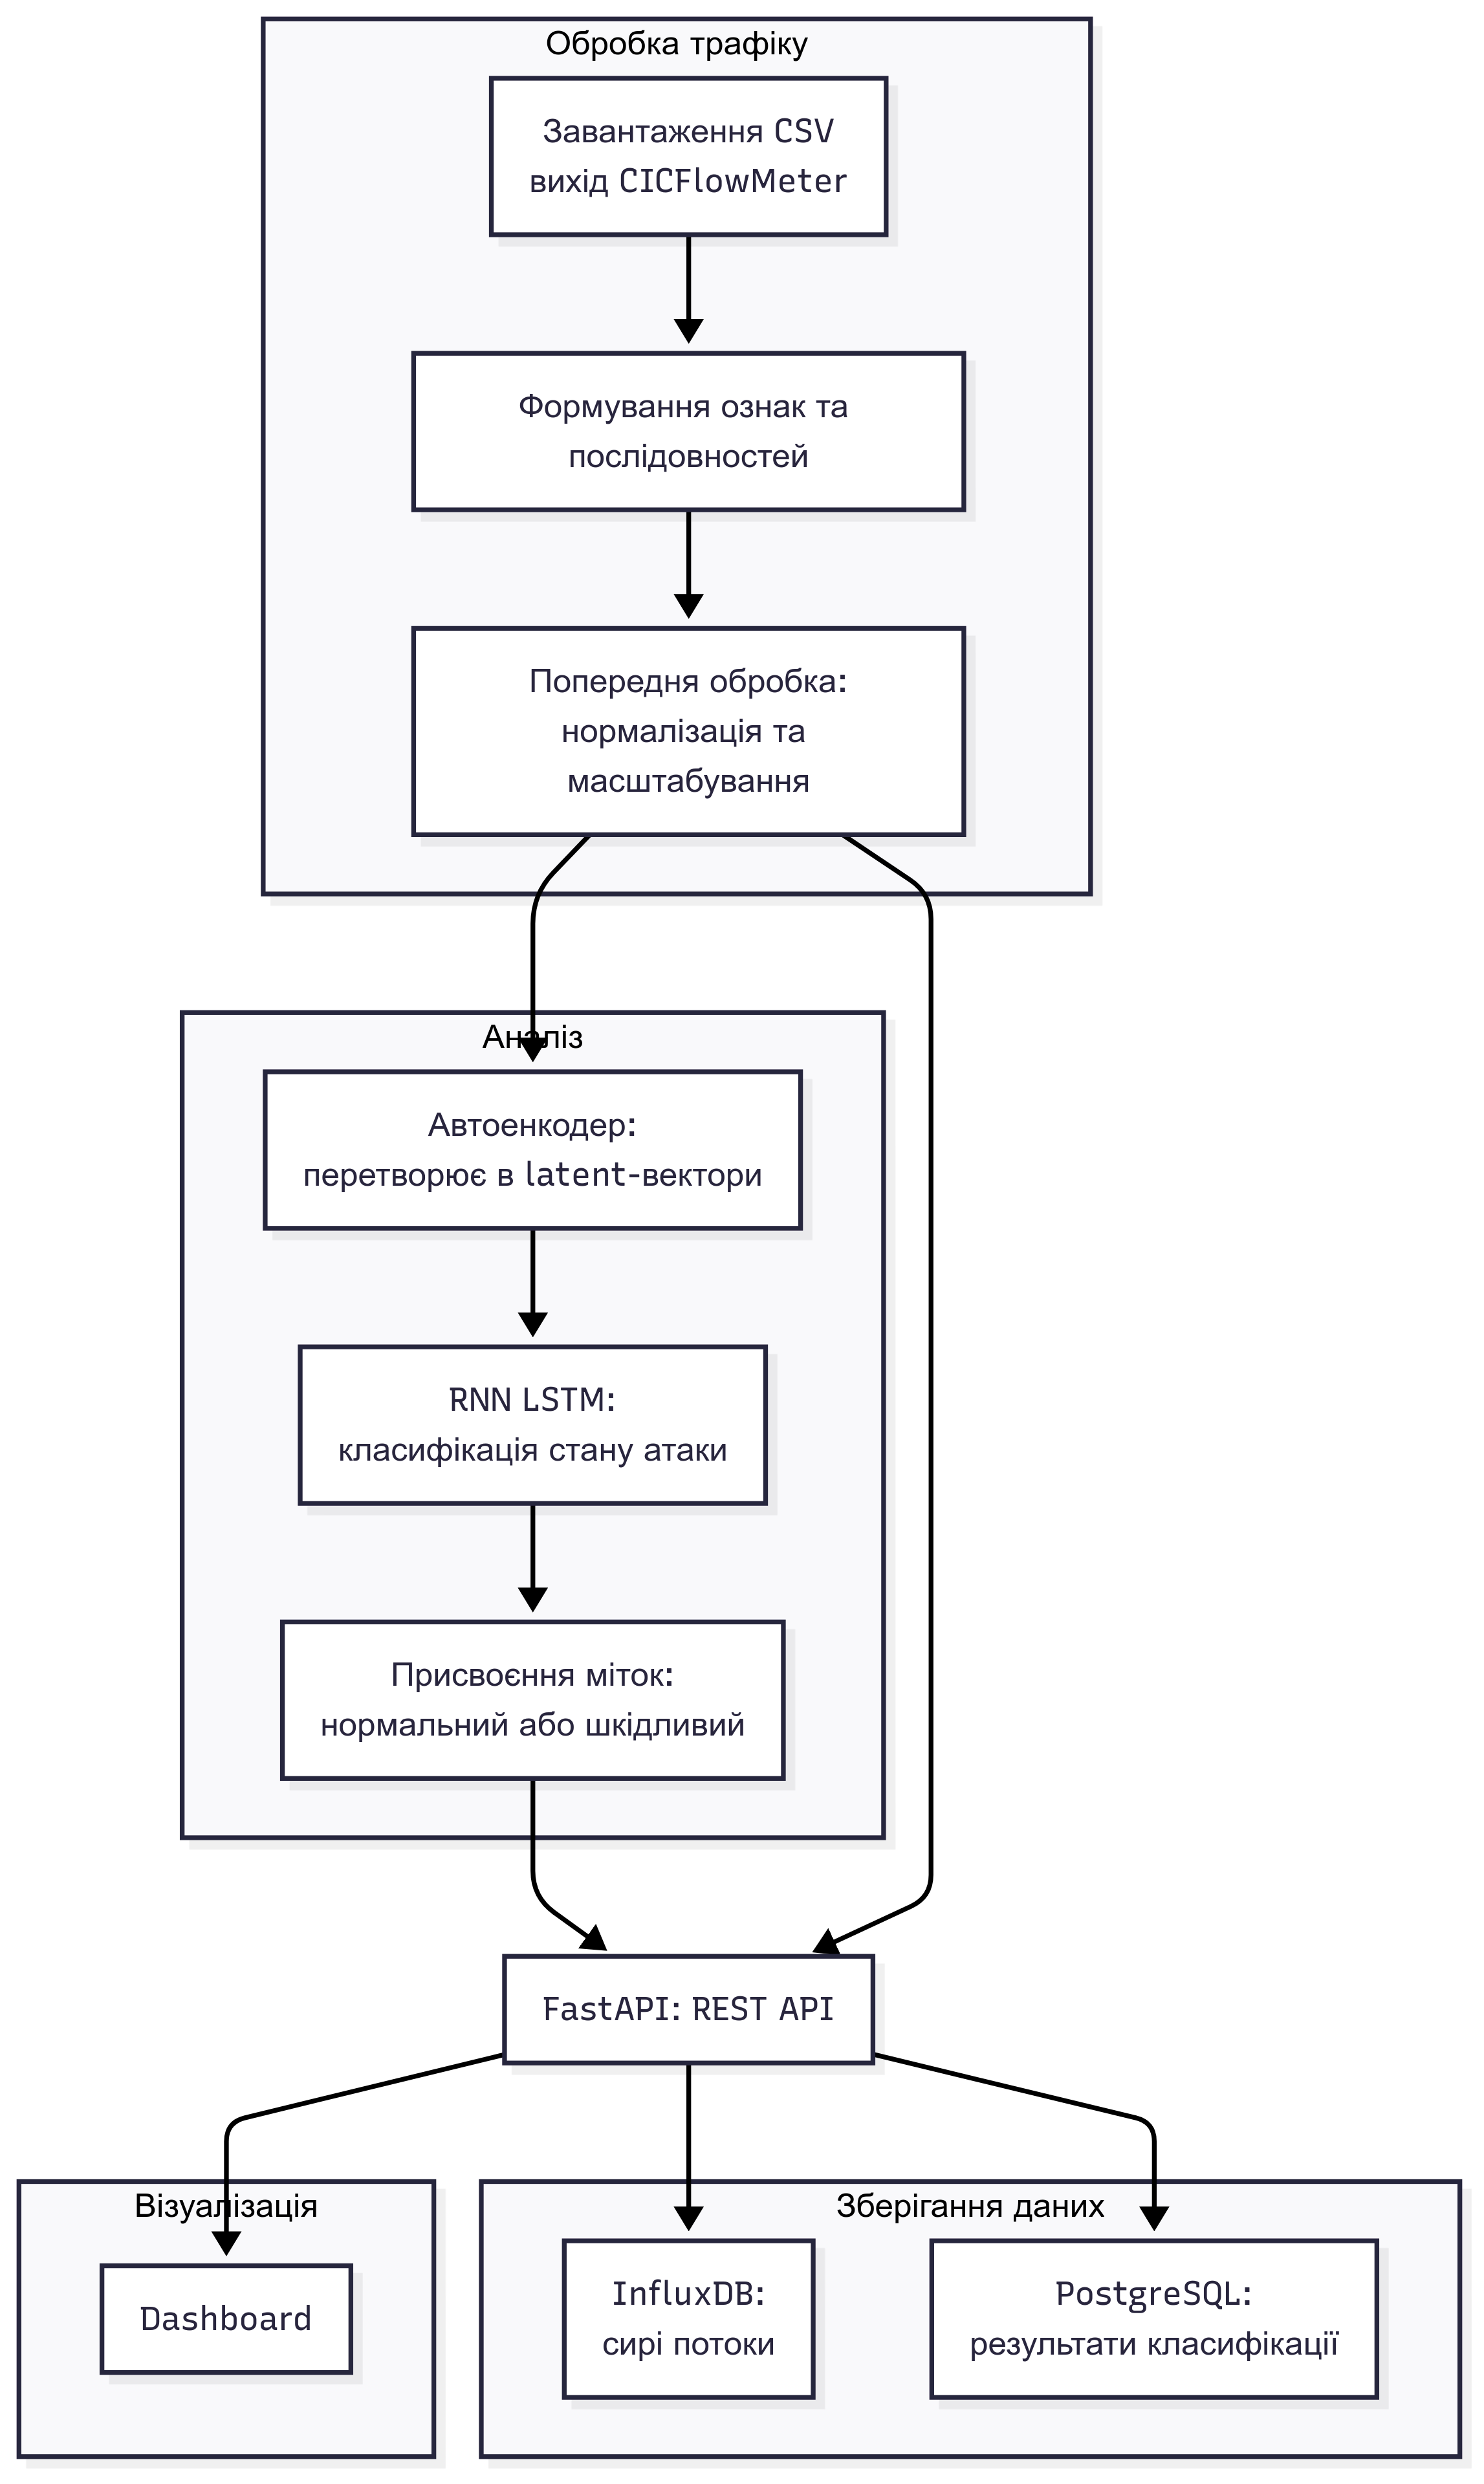 Обробка трафіку
Завантаження CSV
вихід CICFlowMeter
Формування ознак та
послідовностей
Попередня обробка:
нормалізація та
масштабування
Аналіз
Автоенкодер:
перетворює в latent-вектори
RNN LSTM:
класифікація стану атаки
Присвоєння міток:
нормальний або шкідливий
FastAPI: REST API
Візуалізація
Dashboard
Зберігання даних
InfluxDB:
сирі потоки
PostgreSQL:
результати класифікації